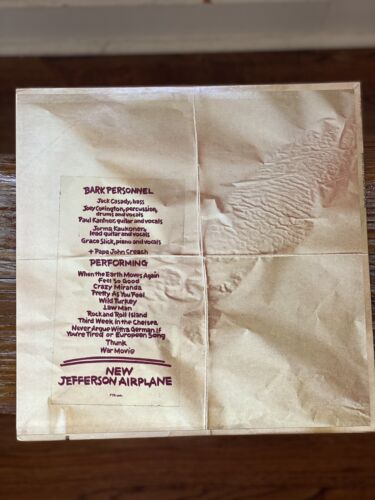 BARK PERSONNEL
Jack Casady, bass
Joey Covington, percussion,
drums and vocals
Paul Kantner, guitar and vocals
Jorma Kaukonen,
lead guitar and vocals
Grace Slick, piano and vocals
+ Papa John Creach
PERFORMING
When the Earth Moves Again
Feel So Good
Crazy Miranda
Pretty As You Feel
Wild Turkey
Law Man
Rock and Roll Island
Third Week in the Chelsea
Never Argue With a German If
You're Tired or European Song
Thunk
War Movie
NEW
JEFFERSON AIRPLANE